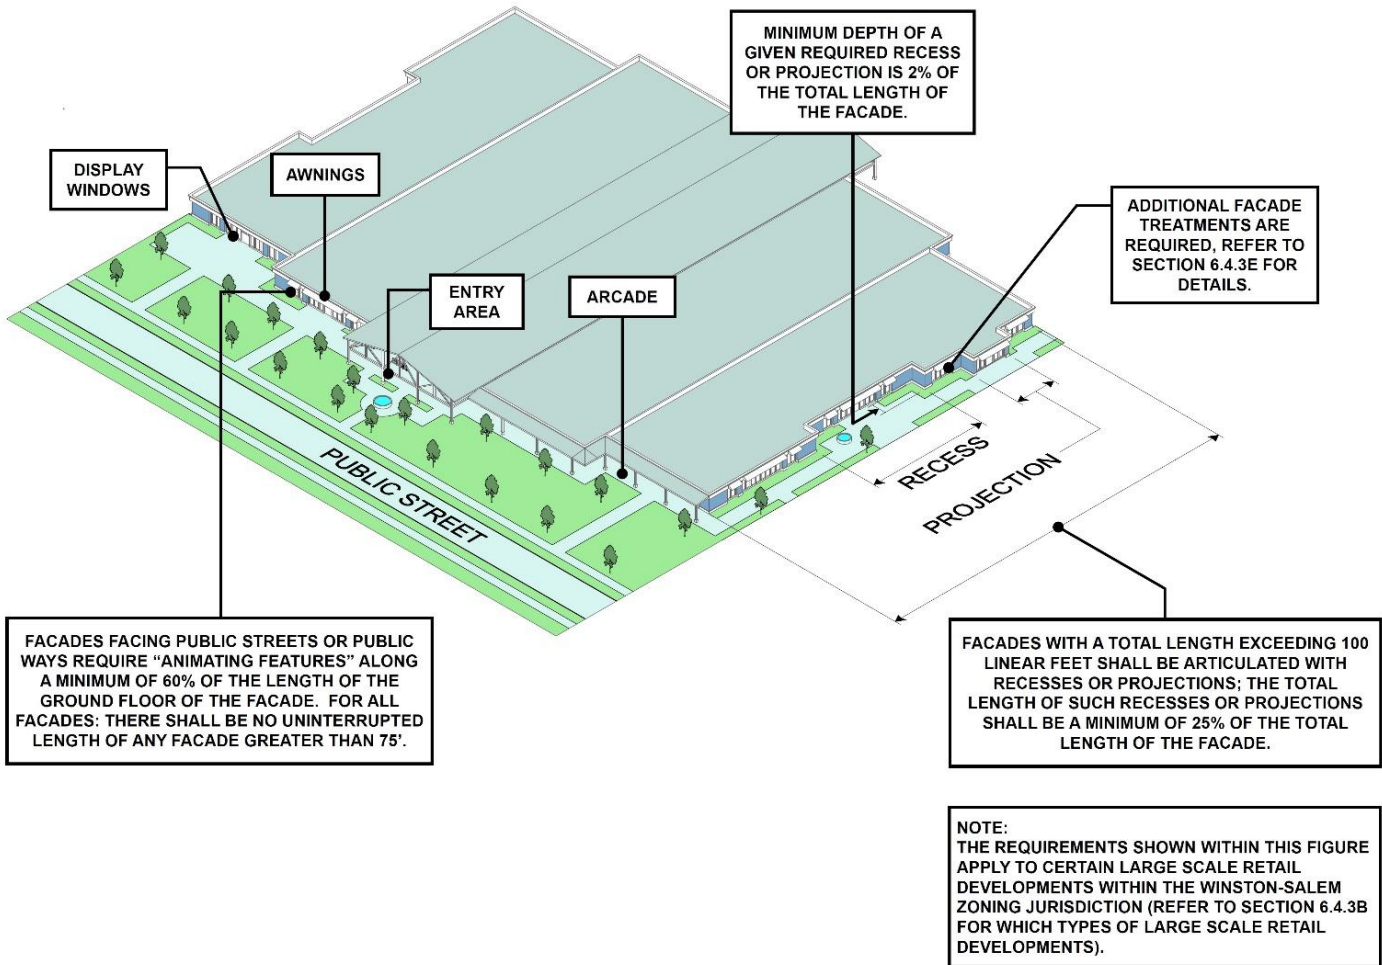 MINIMUM DEPTH OF A
GIVEN REQUIRED RECESS
OR PROJECTION IS 2% OF
THE TOTAL LENGTH OF
THE FACADE.
DISPLAY
WINDOWS
AWNINGS
ADDITIONAL FACADE
TREATMENTS ARE
REQUIRED, REFER TO
SECTION 6.4.3E FOR
DETAILS.
ENTRY
AREA
ARCADE
PUBLIC STREET
RECESS
PROJECTION
FACADES FACING PUBLIC STREETS OR PUBLIC
WAYS REQUIRE “ANIMATING FEATURES” ALONG
A MINIMUM OF 60% OF THE LENGTH OF THE
GROUND FLOOR OF THE FACADE.  FOR ALL
FACADES: THERE SHALL BE NO UNINTERRUPTED
LENGTH OF ANY FACADE GREATER THAN 75’.
FACADES WITH A TOTAL LENGTH EXCEEDING 100
LINEAR FEET SHALL BE ARTICULATED WITH
RECESSES OR PROJECTIONS; THE TOTAL
LENGTH OF SUCH RECESSES OR PROJECTIONS
SHALL BE A MINIMUM OF 25% OF THE TOTAL
LENGTH OF THE FACADE.
NOTE:
THE REQUIREMENTS SHOWN WITHIN THIS FIGURE
APPLY TO CERTAIN LARGE SCALE RETAIL
DEVELOPMENTS WITHIN THE WINSTON-SALEM
ZONING JURISDICTION (REFER TO SECTION 6.4.3B
FOR WHICH TYPES OF LARGE SCALE RETAIL
DEVELOPMENTS).